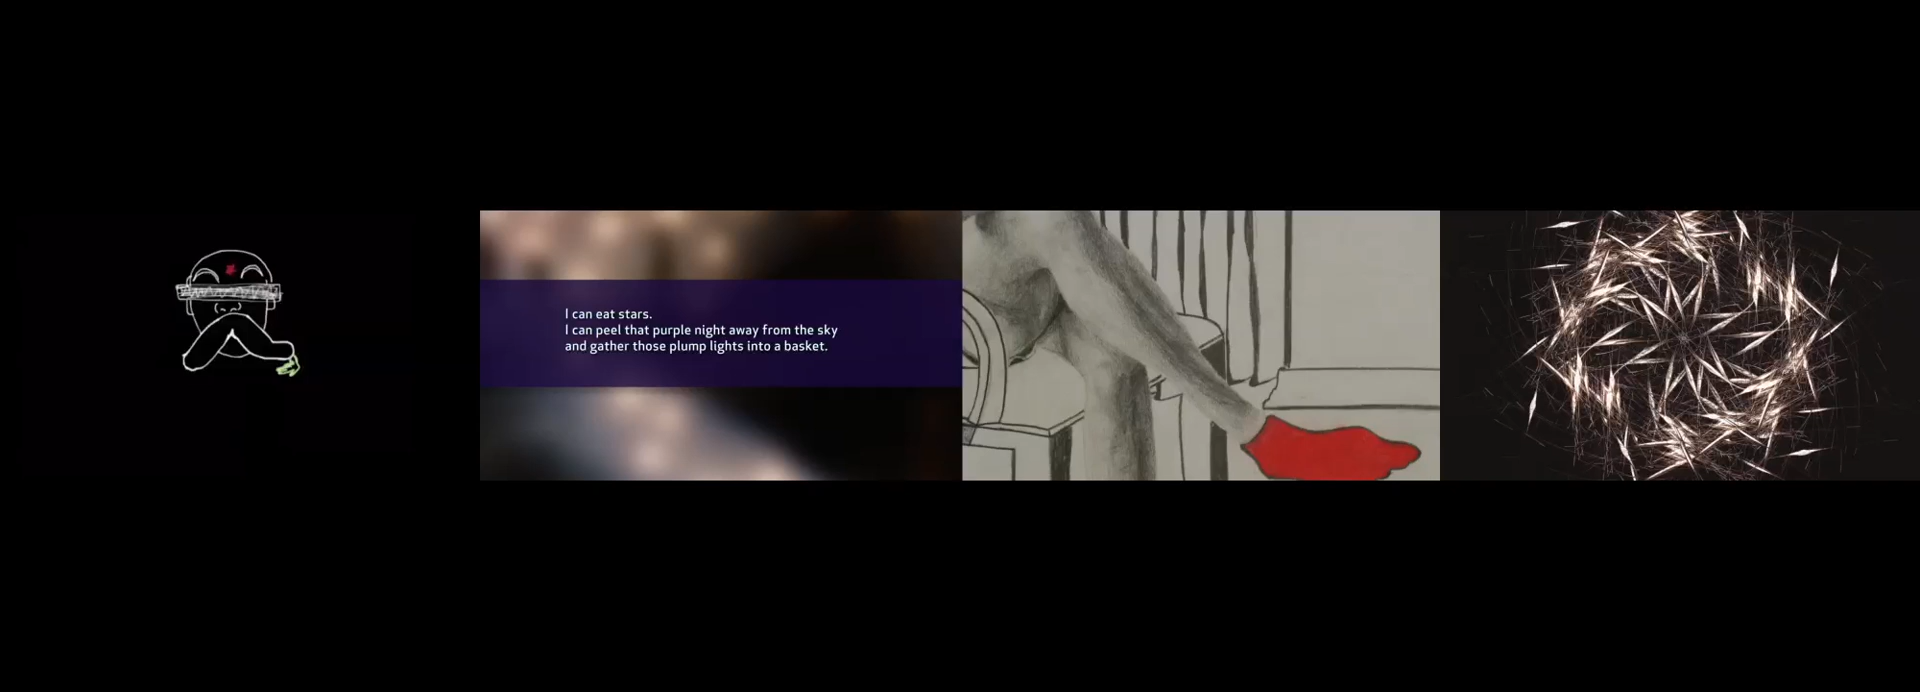 I can eat stars.
I can peel that purple night away from the sky
and gather those plump lights into a basket.